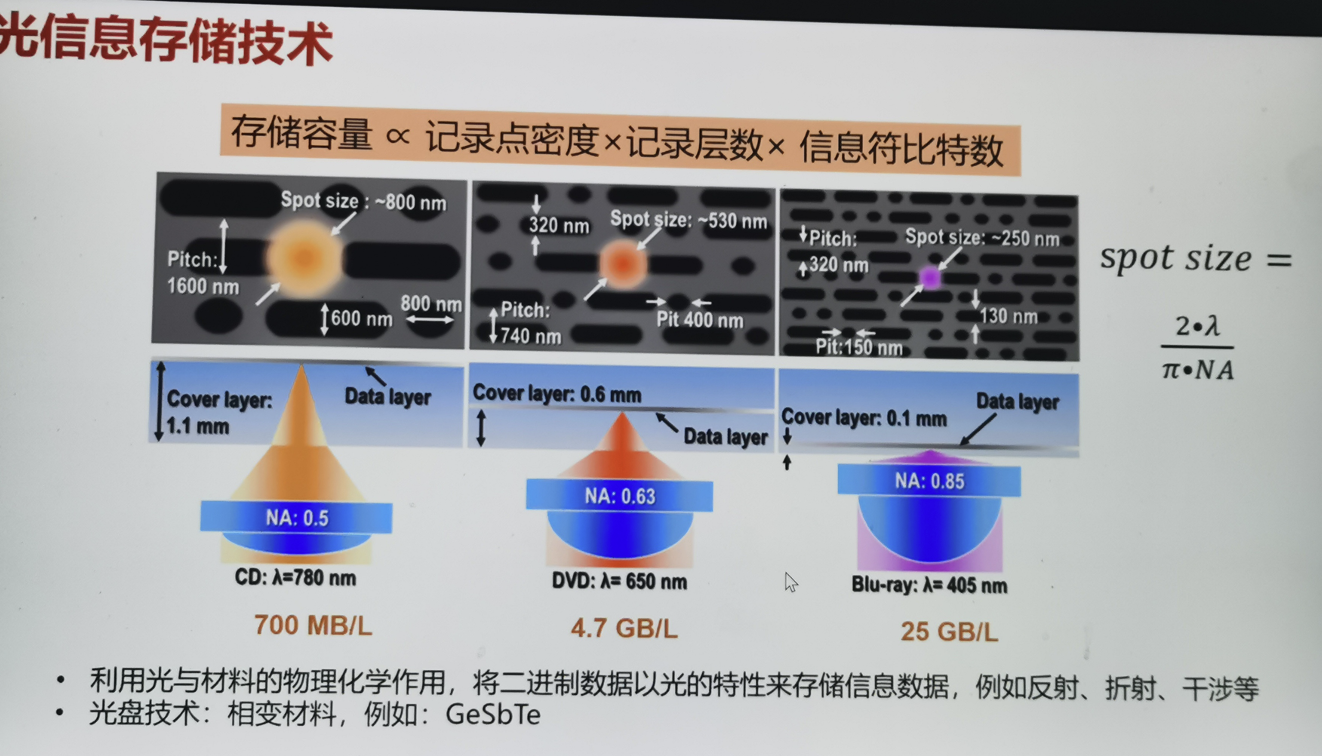 光信息存储技术
存储容量 ∝ 记录点密度×记录层数× 信息符比特数
Spot size : ~800 nm
Pitch:
1600 nm
600 nm
800 nm
320 nm
Spot size: ~530 nm
Pitch:
740 nm
Pit 400 nm
Pitch:
320 nm
Spot size: ~250 nm
130 nm
Pit:150 nm
spot size =
2•λ
π•NA
Cover layer:
1.1 mm
Data layer
Cover layer: 0.6 mm
Data layer
Cover layer: 0.1 mm
Data layer
NA: 0.5
NA: 0.63
NA: 0.85
CD: λ=780 nm
DVD: λ= 650 nm
Blu-ray: λ= 405 nm
700 MB/L
4.7 GB/L
25 GB/L
• 利用光与材料的物理化学作用，将二进制数据以光的特性来存储信息数据，例如反射、折射、干涉等
• 光盘技术：相变材料，例如：GeSbTe